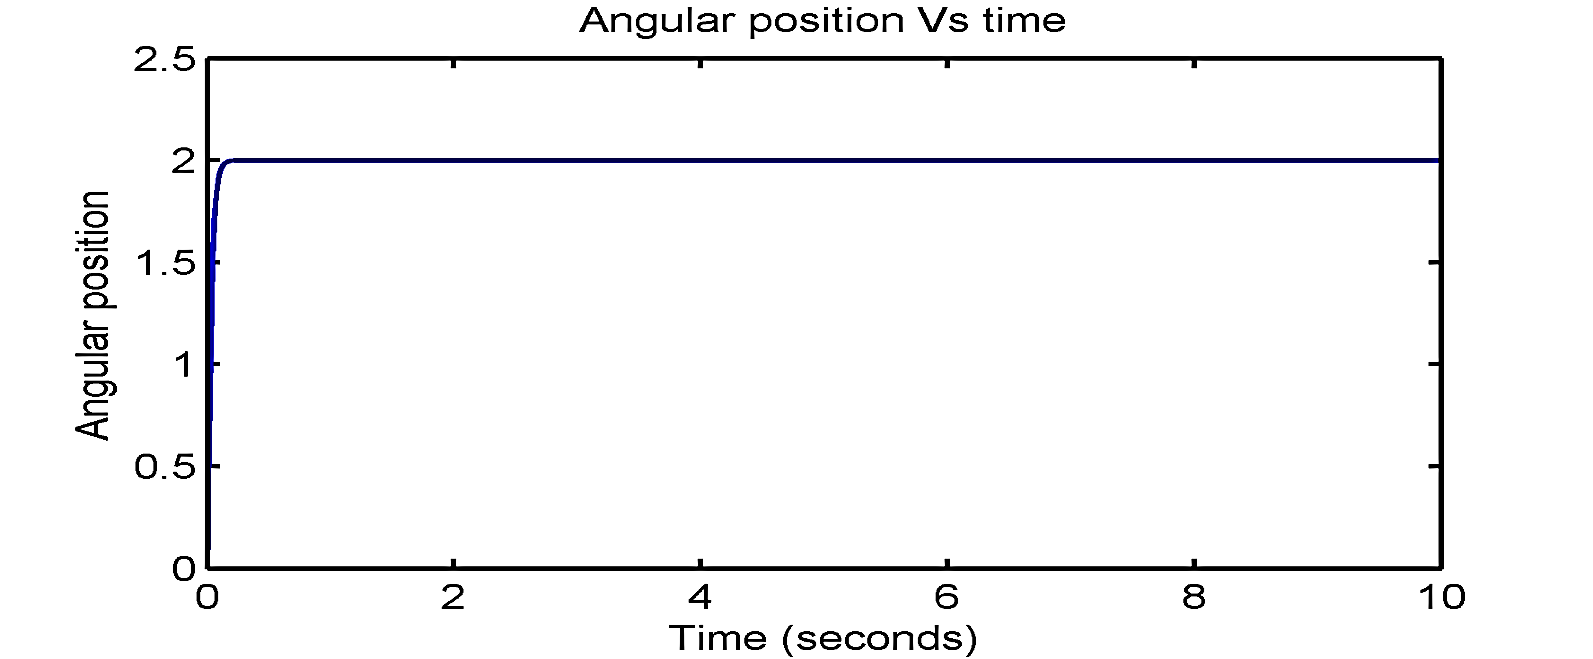 Angular position Vs time
2.5
2
1.5
1
0.5
0
Angular position
0 2 4 6 8 10
Time (seconds)